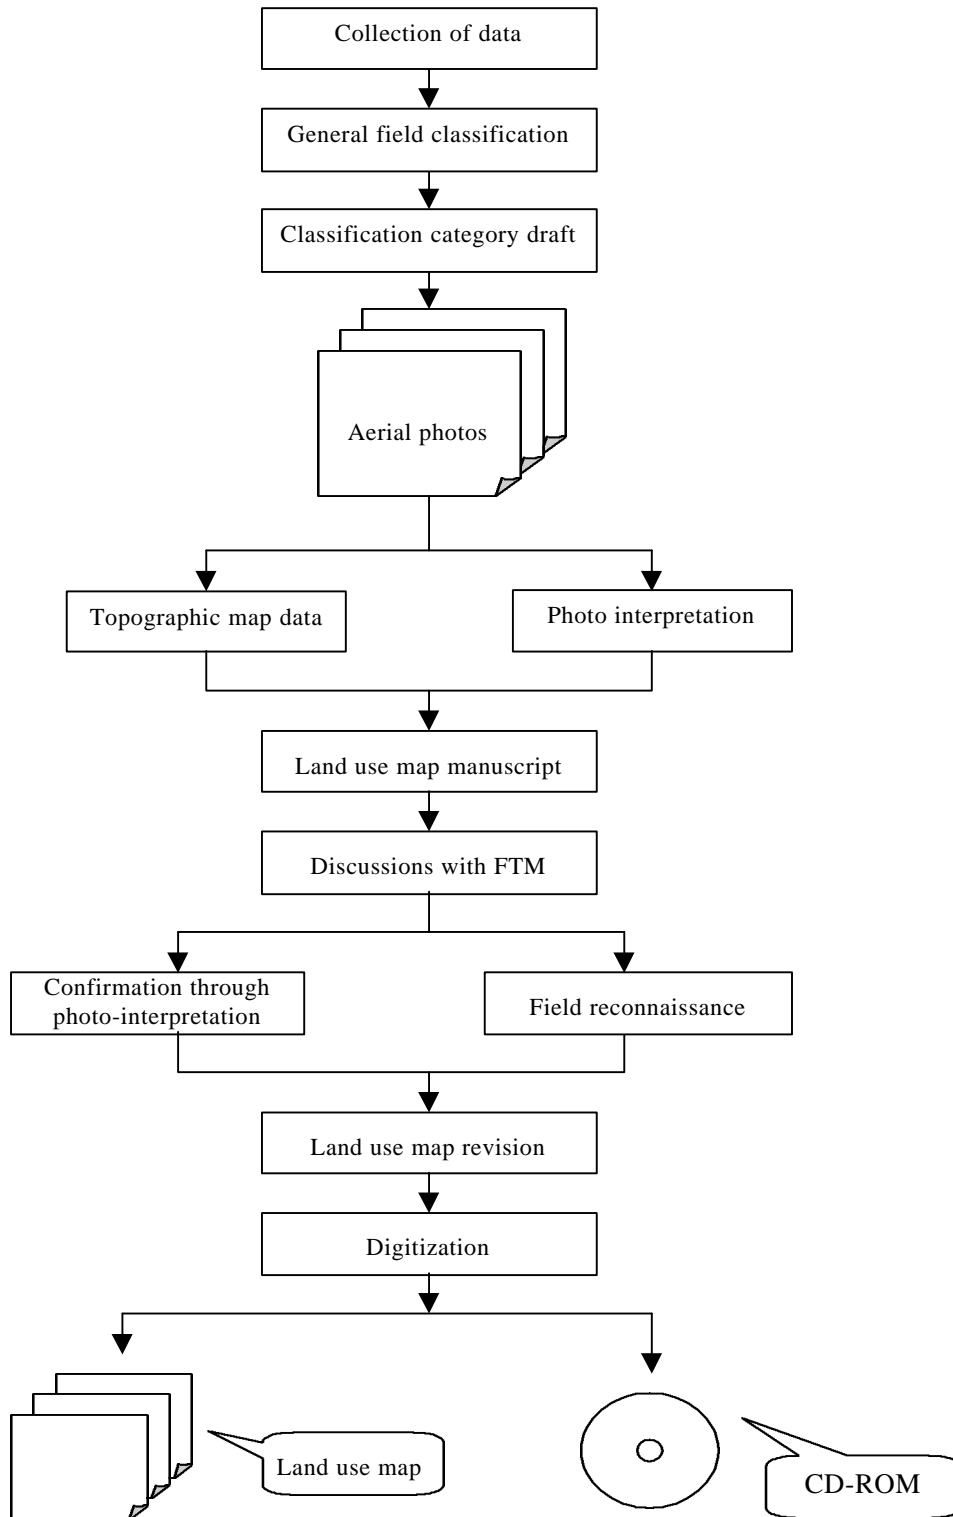 Collection of data
General field classification
Classification category draft
Aerial photos
Topographic map data
Photo interpretation
Land use map manuscript
Discussions with FTM
Confirmation through
photo-interpretation
Field reconnaissance
Land use map revision
Digitization
Land use map
CD-ROM